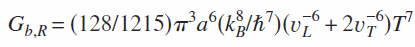 G_{b,R} = (128/1215)π^3 a^6 (k_B^8/ħ^7)(υ_L^{-6} + 2υ_T^{-6})T^7